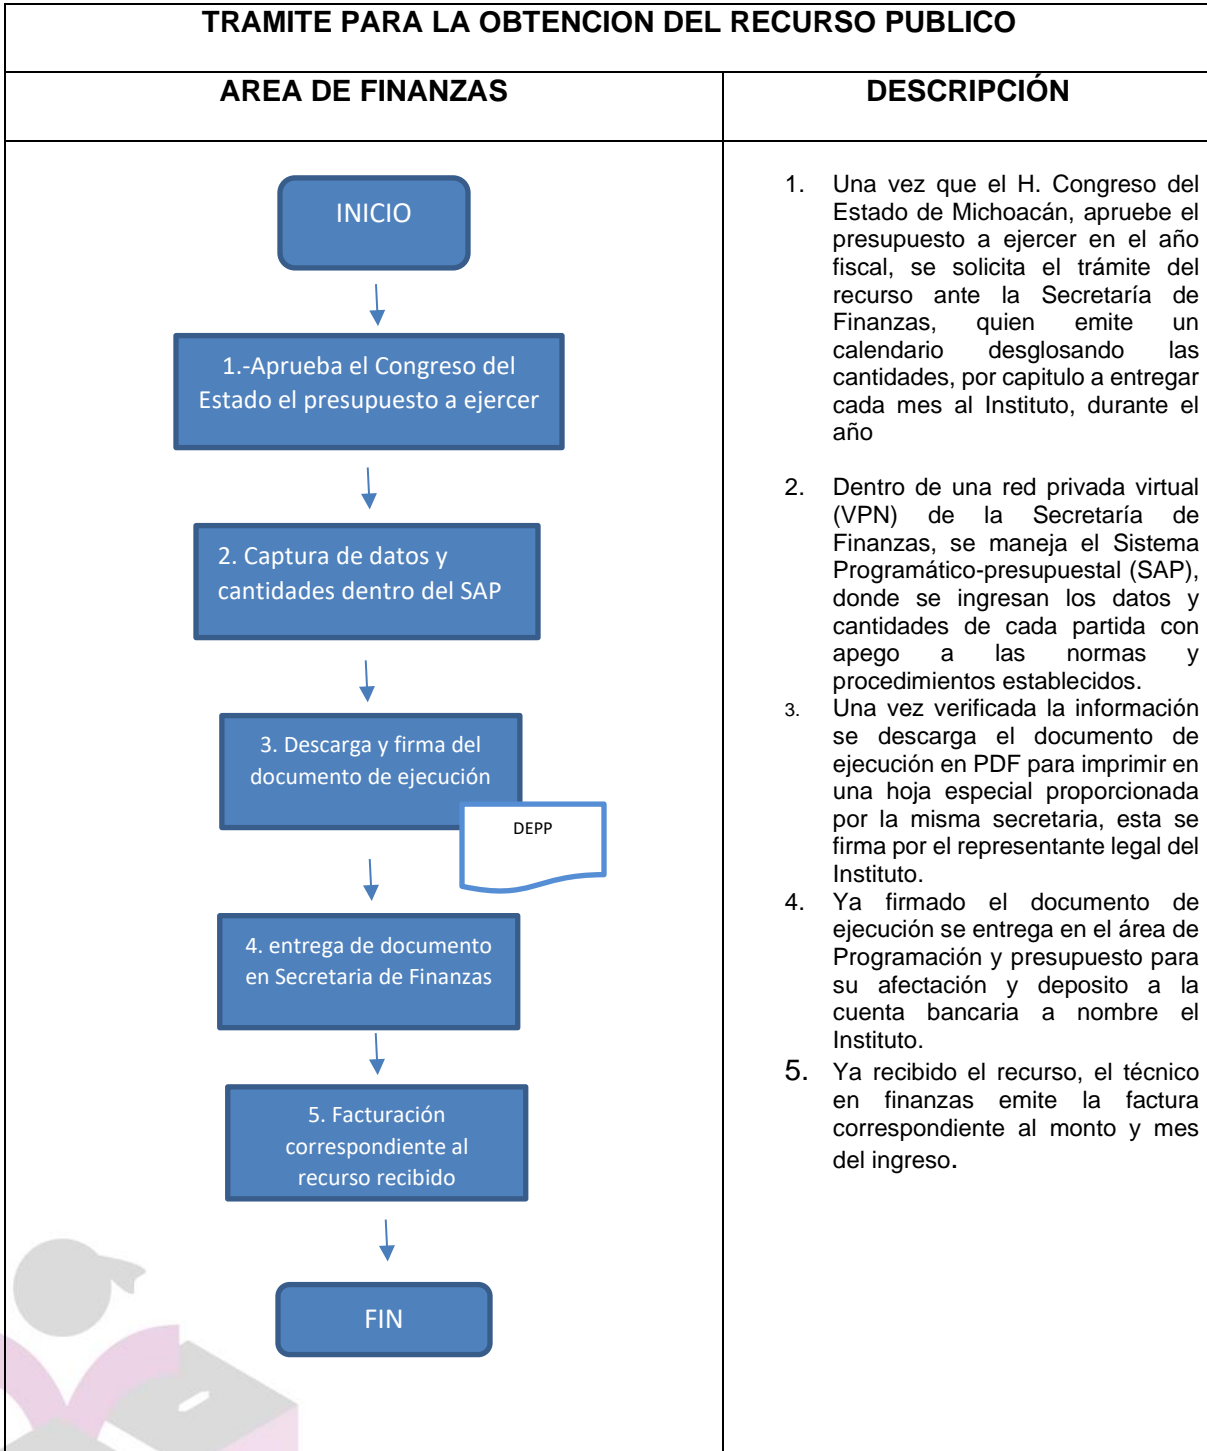 TRAMITE PARA LA OBTENCION DEL RECURSO PUBLICO
AREA DE FINANZAS
DESCRIPCIÓN
INICIO
1.-Aprueba el Congreso del
Estado el presupuesto a ejercer
2. Captura de datos y
cantidades dentro del SAP
3. Descarga y firma del
documento de ejecución
DEPP
4. entrega de documento
en Secretaria de Finanzas
5. Facturación
correspondiente al
recurso recibido
FIN
1. Una vez que el H. Congreso del
Estado de Michoacán, apruebe el
presupuesto a ejercer en el año
fiscal, se solicita el trámite del
recurso ante la Secretaría de
Finanzas, quien emite un
calendario desglosando las
cantidades, por capitulo a entregar
cada mes al Instituto, durante el
año
2. Dentro de una red privada virtual
(VPN) de la Secretaría de
Finanzas, se maneja el Sistema
Programático-presupuestal (SAP),
donde se ingresan los datos y
cantidades de cada partida con
apego a las normas y
procedimientos establecidos.
3. Una vez verificada la información
se descarga el documento de
ejecución en PDF para imprimir en
una hoja especial proporcionada
por la misma secretaria, esta se
firma por el representante legal del
Instituto.
4. Ya firmado el documento de
ejecución se entrega en el área de
Programación y presupuesto para
su afectación y deposito a la
cuenta bancaria a nombre el
Instituto.
5. Ya recibido el recurso, el técnico
en finanzas emite la factura
correspondiente al monto y mes
del ingreso.